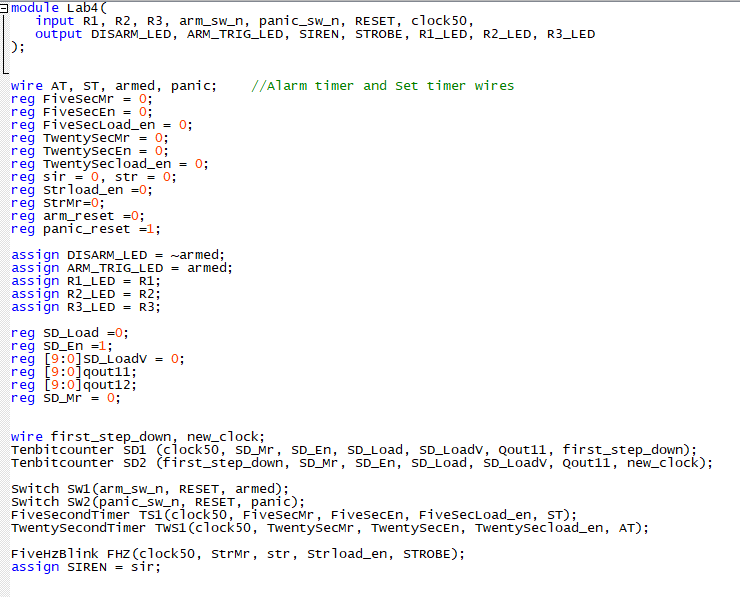 module Lab4(
input R1, R2, R3, arm_sw_n, panic_sw_n, RESET, clock50,
output DISARM_LED, ARM_TRIG_LED, SIREN, STROBE, R1_LED, R2_LED, R3_LED
);
wire AT, ST, armed, panic; //Alarm timer and Set timer wires
reg FiveSecMr = 0;
reg FiveSecEn = 0;
reg FiveSecLoad_en = 0;
reg TwentySecMr = 0;
reg TwentySecEn = 0;
reg TwentySecload_en = 0;
reg sir = 0, str = 0;
reg Strload_en =0;
reg StrMr=0;
reg arm_reset =0;
reg panic_reset =1;
assign DISARM_LED = ~armed;
assign ARM_TRIG_LED = armed;
assign R1_LED = R1;
assign R2_LED = R2;
assign R3_LED = R3;
reg SD_Load =0;
reg SD_En =1;
reg [9:0]SD_LoadV = 0;
reg [9:0]qout11;
reg [9:0]qout12;
reg SD_Mr = 0;
wire first_step_down, new_clock;
Tenbitcounter SD1 (clock50, SD_Mr, SD_En, SD_Load, SD_LoadV, Qout11, first_step_down);
Tenbitcounter SD2 (first_step_down, SD_Mr, SD_En, SD_Load, SD_LoadV, Qout11, new_clock);
Switch SW1(arm_sw_n, RESET, armed);
Switch SW2(panic_sw_n, RESET, panic);
FiveSecondTimer TS1(clock50, FiveSecMr, FiveSecEn, FiveSecLoad_en, ST);
TwentySecondTimer TWS1(clock50, TwentySecMr, TwentySecEn, TwentySecload_en, AT);
FiveHzBlink FHZ(clock50, StrMr, str, Strload_en, STROBE);
assign SIREN = sir;